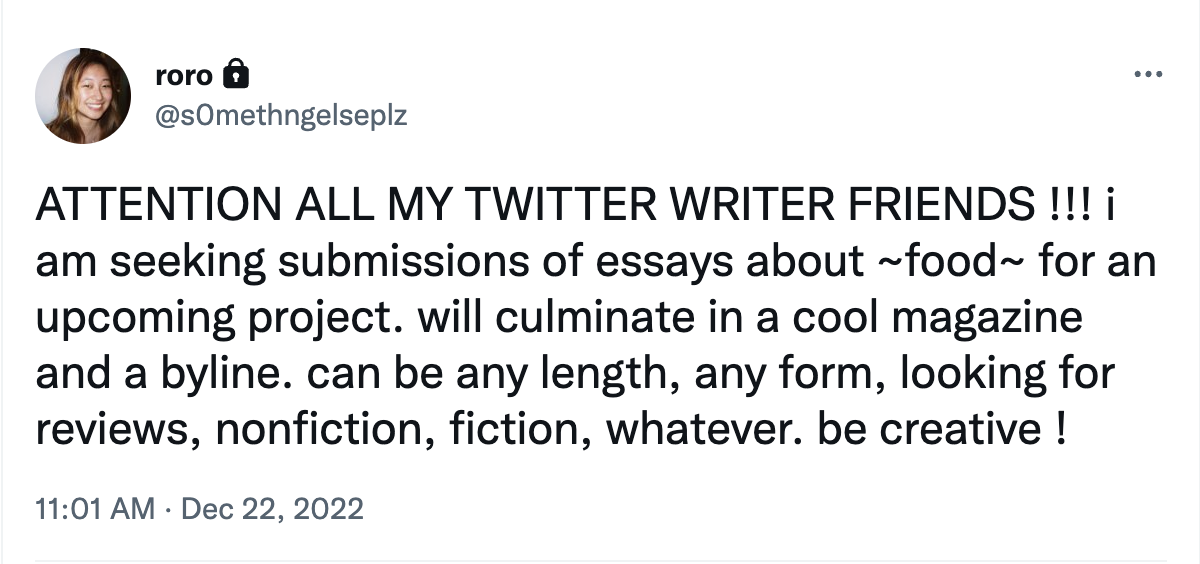 roro
@s0methngelseplz
ATTENTION ALL MY TWITTER WRITER FRIENDS !!! i
am seeking submissions of essays about ~food~ for an
upcoming project. will culminate in a cool magazine
and a byline. can be any length, any form, looking for
reviews, nonfiction, fiction, whatever. be creative !
11:01 AM · Dec 22, 2022